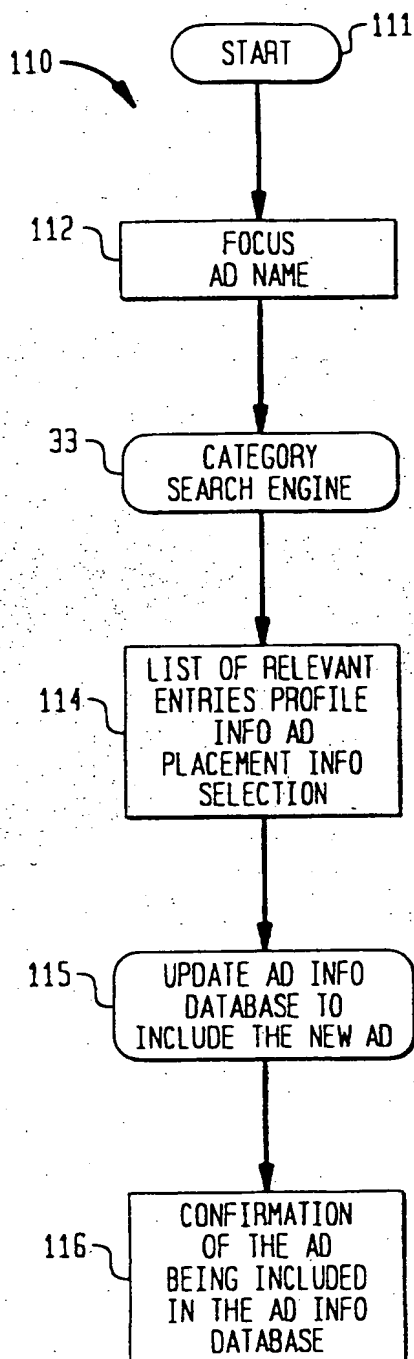 110
START
111
112
FOCUS
AD NAME
33
CATEGORY
SEARCH ENGINE
114
LIST OF RELEVANT
ENTRIES PROFILE
INFO AD
PLACEMENT INFO
SELECTION
115
UPDATE AD INFO
DATABASE TO
INCLUDE THE NEW AD
116
CONFIRMATION
OF THE AD
BEING INCLUDED
IN THE AD INFO
DATABASE